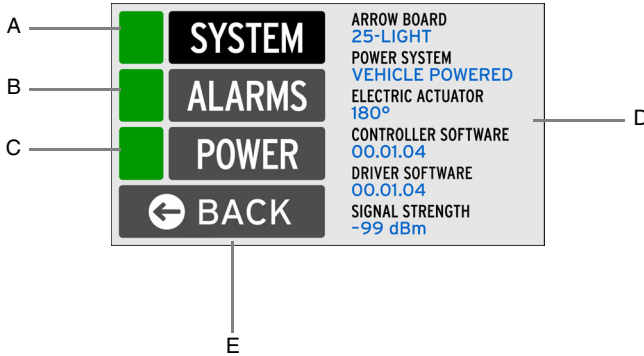 A
B
C
SYSTEM
ALARMS
POWER
BACK
ARROW BOARD
25-LIGHT
POWER SYSTEM
VEHICLE POWERED
ELECTRIC ACTUATOR
180°
CONTROLLER SOFTWARE
00.01.04
DRIVER SOFTWARE
00.01.04
SIGNAL STRENGTH
-99 dBm
D
E